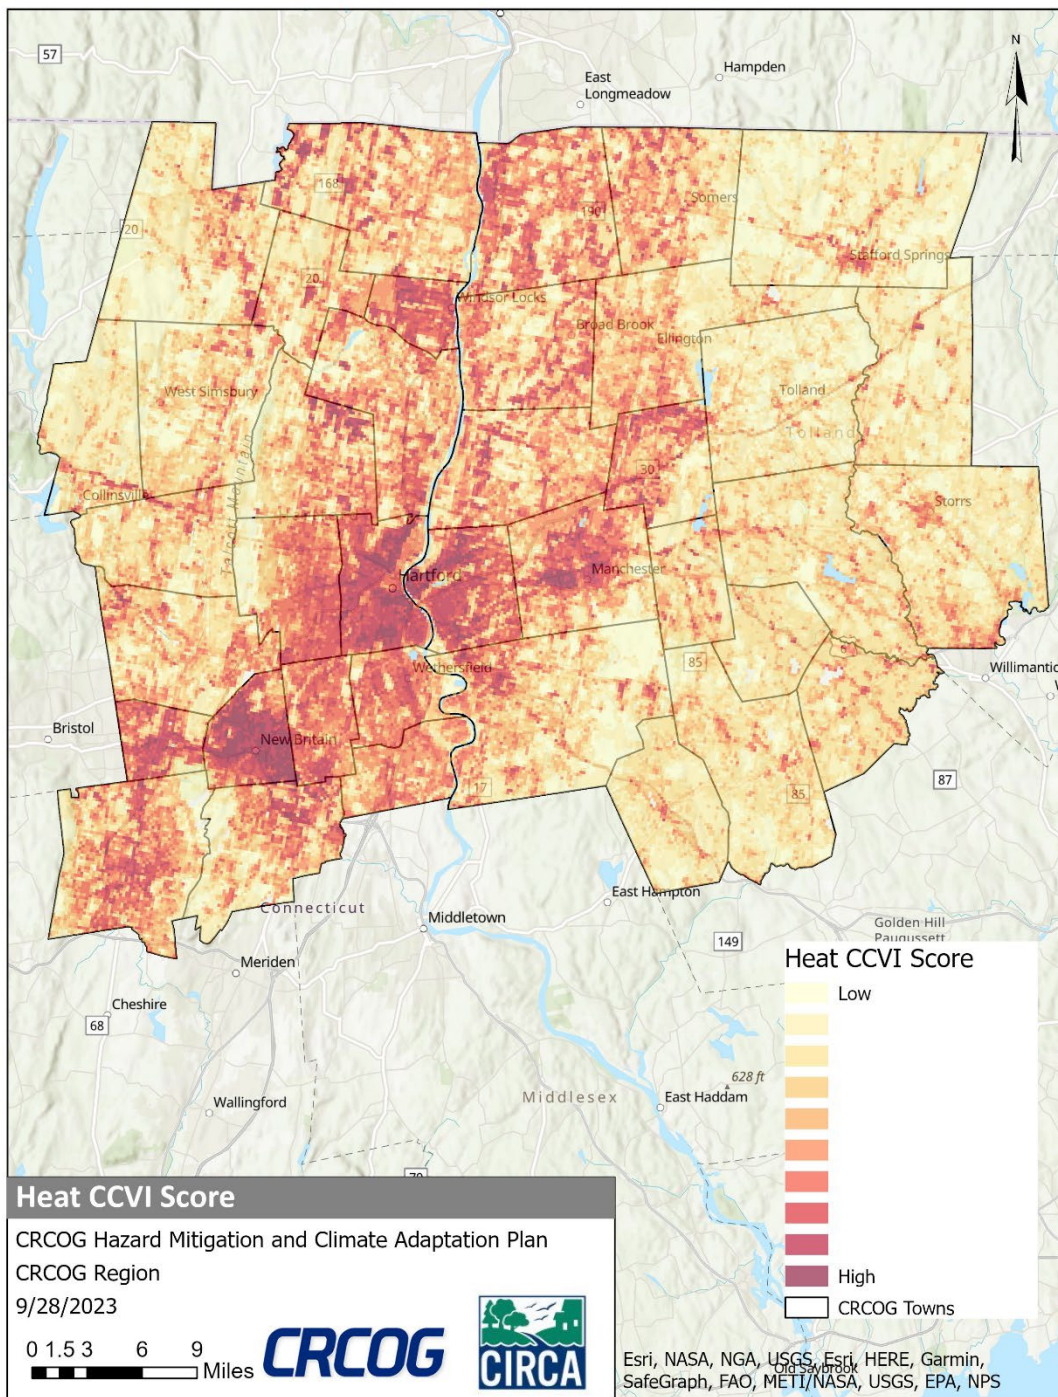 57
Hampden
East
Longmeadow
N
168
190
Somers
20
Stafford Springs
20
Windsor Locks
Broad Brook
Ellington
West Simsbury
Tolland
Tolland
30
Collinsville
Storrs
Talcott Mountain
Hartford
Manchester
Wethersfield
85
6
Willimantic
W
Bristol
New Britain
17
85
87
East Hampton
Connecticut
Middletown
Golden Hill
Paugussett
149
Meriden
Cheshire
68
628 ft
Middlesex
East Haddam
Wallingford
Heat CCVI Score
Low
High
CRCOG Towns
Heat CCVI Score
CRCOG Hazard Mitigation and Climate Adaptation Plan
CRCOG Region
9/28/2023
0 1.5 3 6 9
Miles
CRCOG
CIRCA
Old Saybrook
Esri, NASA, NGA, USGS, Esri, HERE, Garmin,
SafeGraph, FAO, METI/NASA, USGS, EPA, NPS